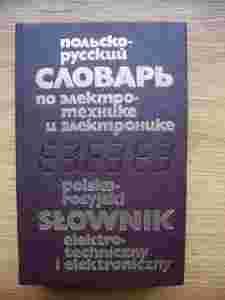 польско-
русский
СЛОВАРЬ
по электро-
технике и электронике
polsko-
rosyjski
SŁOWNIK
elektro-
techniczny
i elektroniczny